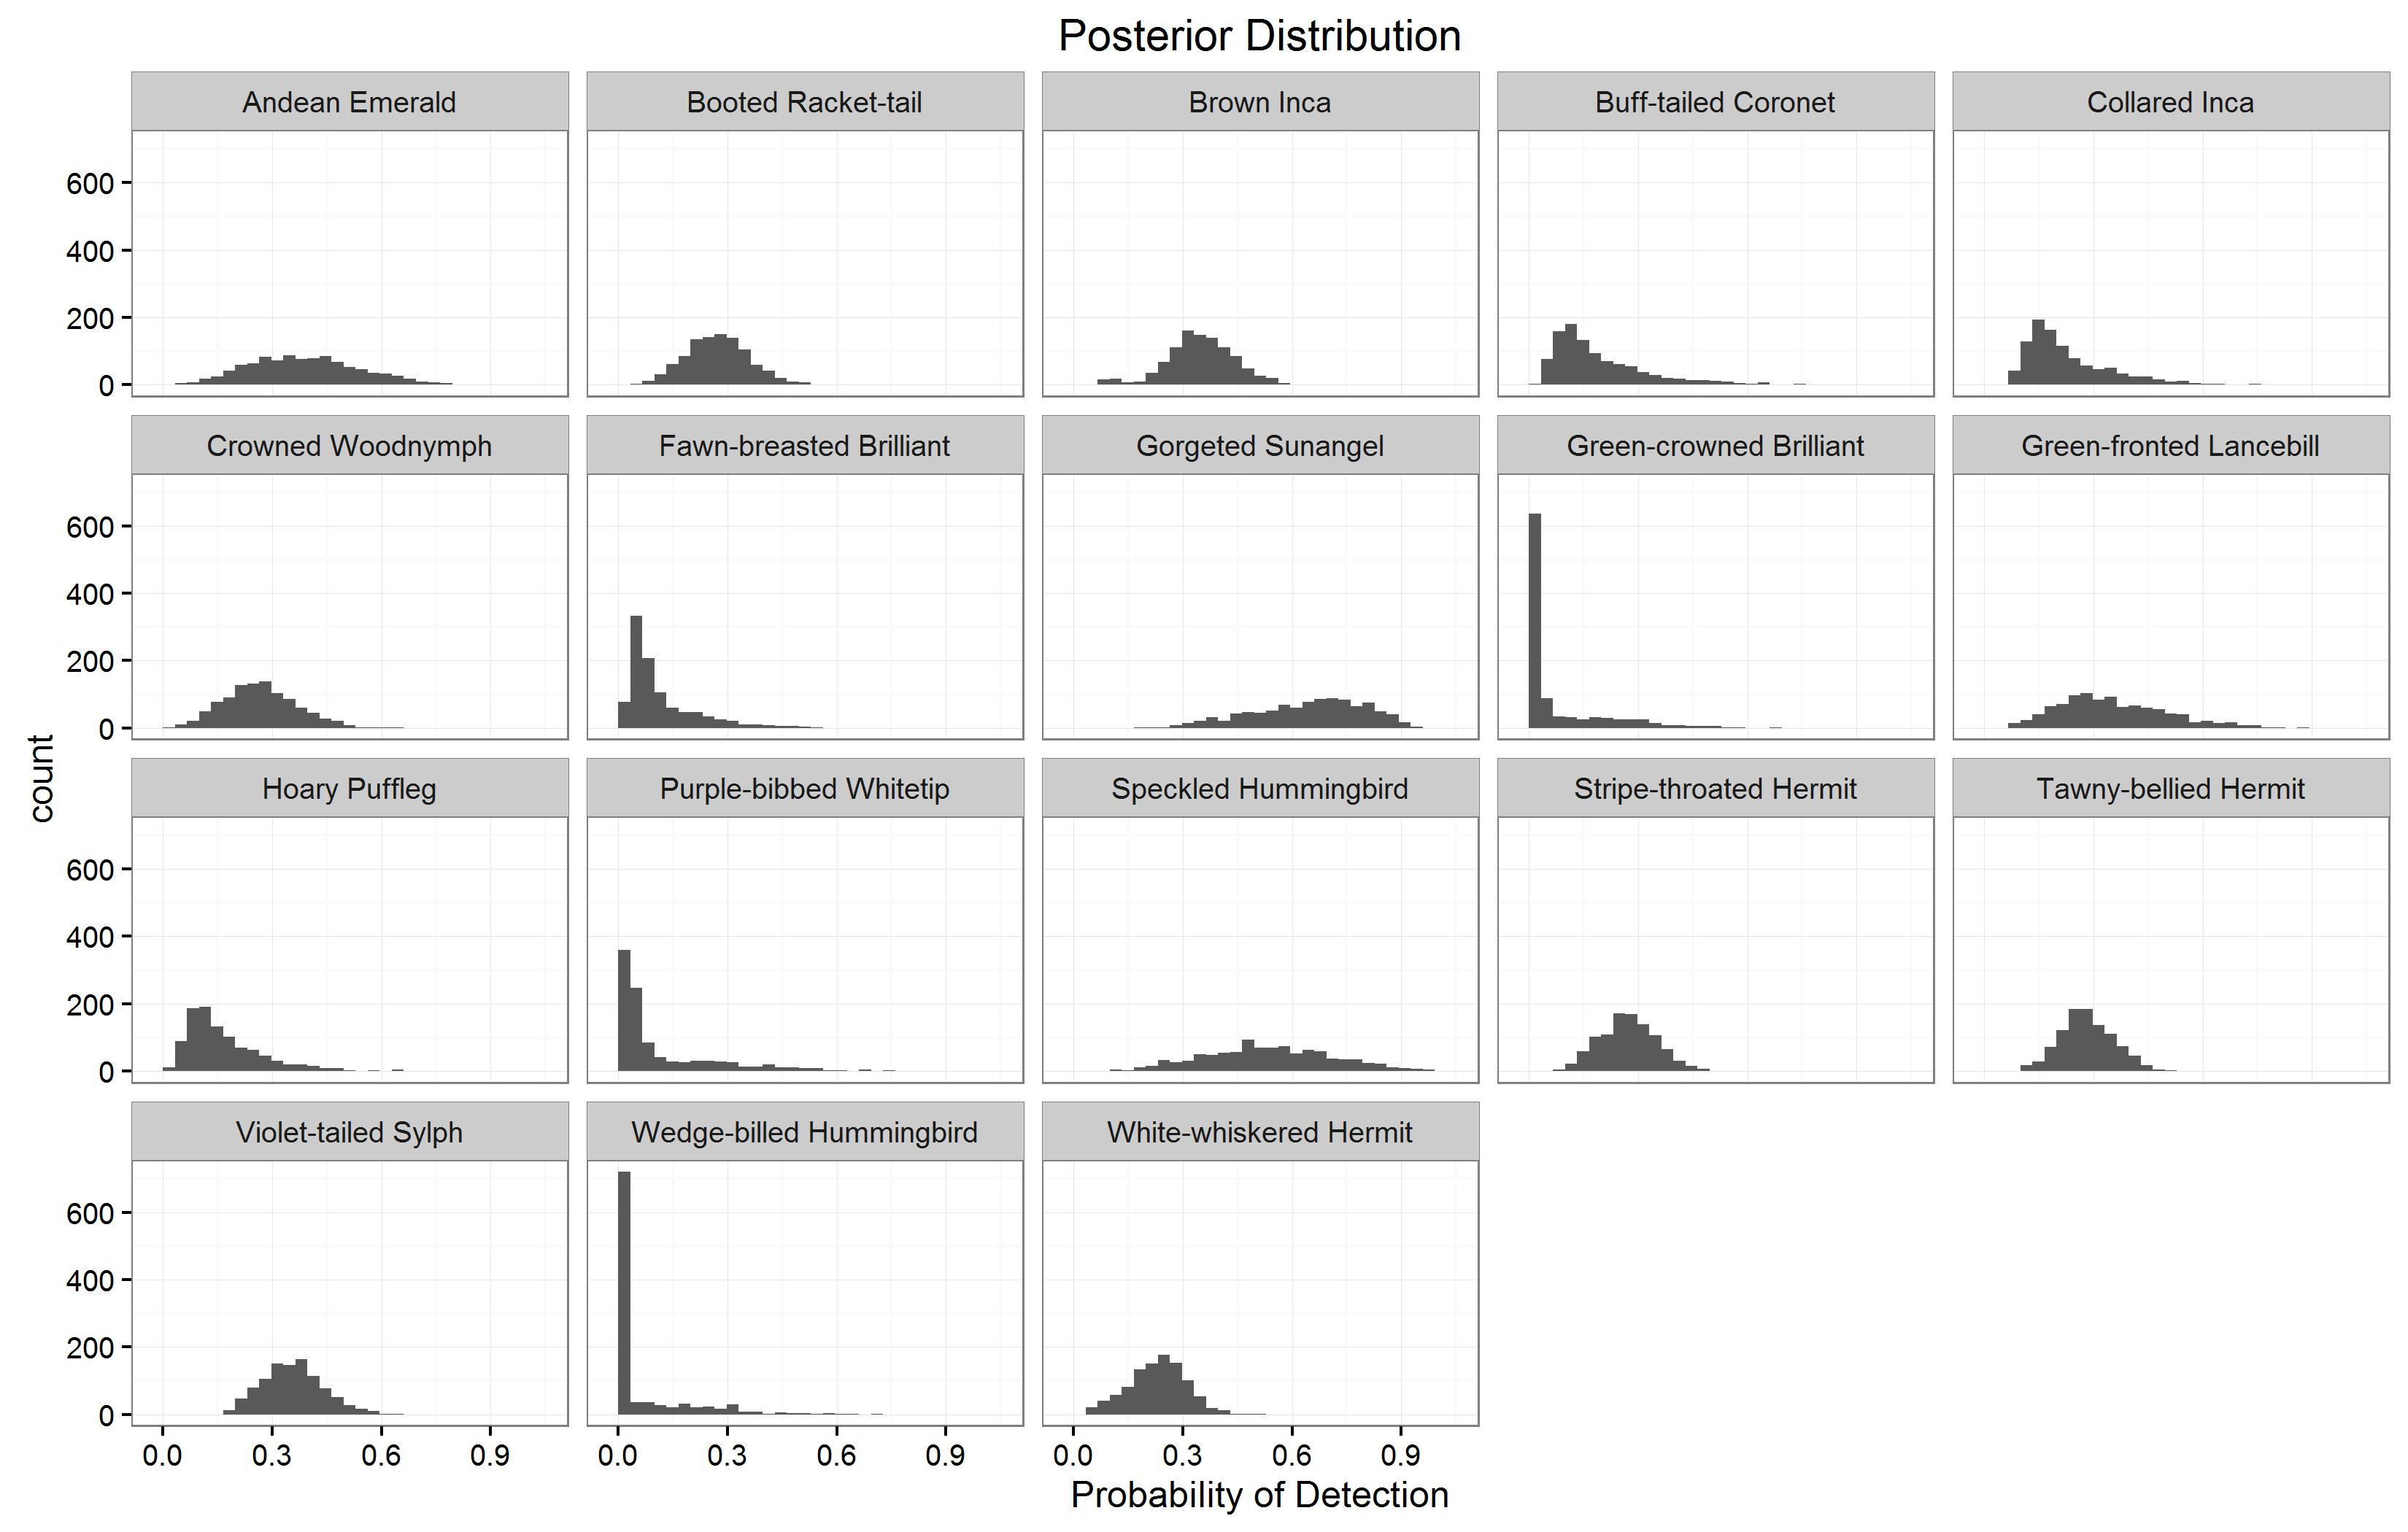 Posterior Distribution
Andean Emerald
Booted Racket-tail
Brown Inca
Buff-tailed Coronet
Collared Inca
600
400
200
0
Crowned Woodnymph
Fawn-breasted Brilliant
Gorgeted Sunangel
Green-crowned Brilliant
Green-fronted Lancebill
600
400
200
0
count
Hoary Puffleg
Purple-bibbed Whitetip
Speckled Hummingbird
Stripe-throated Hermit
Tawny-bellied Hermit
600
400
200
0
Violet-tailed Sylph
Wedge-billed Hummingbird
White-whiskered Hermit
600
400
200
0
0.0 0.3 0.6 0.9
0.0 0.3 0.6 0.9
0.0 0.3 0.6 0.9
Probability of Detection